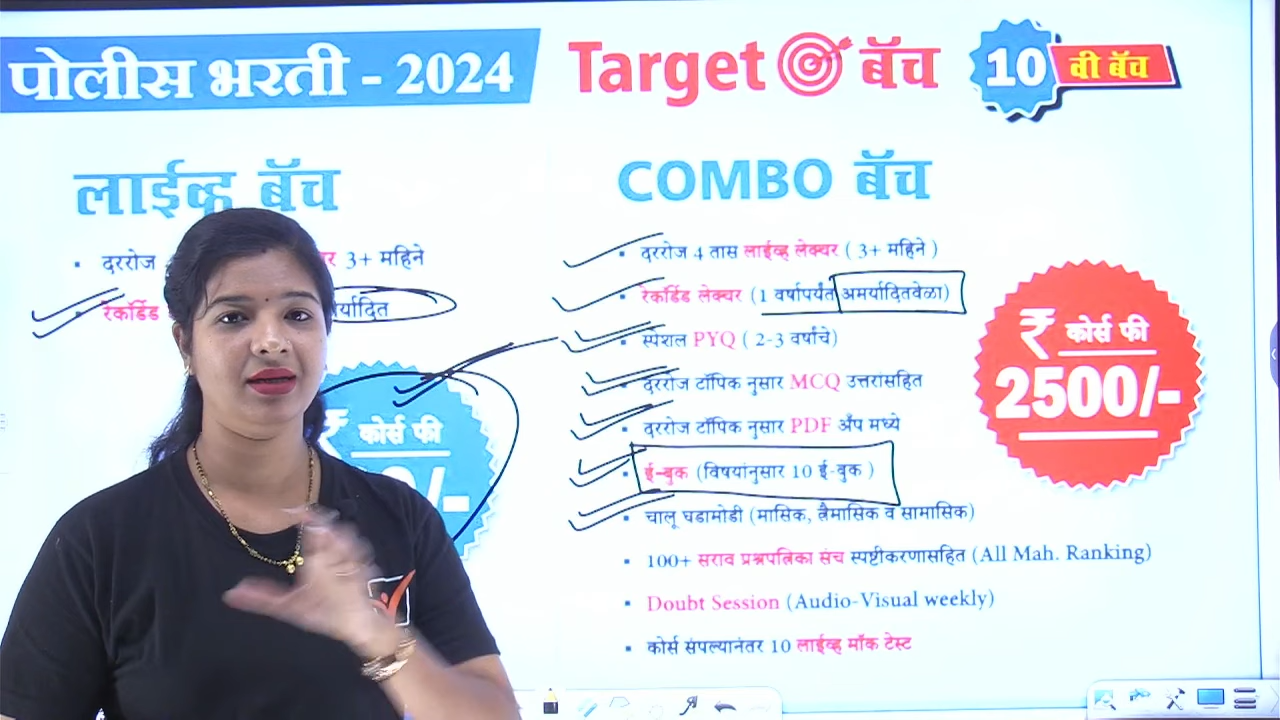 पोलीस भरती - 2024
Target बॅच
10 वी बॅच
लाईव्ह बॅच
दररोज 3+ महिने
रेकॉर्डिड
कोर्स फी
/-
COMBO बॅच
दररोज 4 तास लाईव्ह लेक्चर ( 3+ महिने )
रेकॉर्डिड लेक्चर (1 वर्षापर्यंत अमर्यादितवेळा)
स्पेशल PYQ ( 2-3 वर्षांचे)
दररोज टॉपिक नुसार MCQ उत्तरांसहित
दररोज टॉपिक नुसार PDF ॲप मध्ये
ई-बुक (विषयांनुसार 10 ई-बुक )
चालू घडामोडी (मासिक, त्रैमासिक व सामासिक)
100+ सराव प्रश्नपत्रिका संच स्पष्टीकरणासहित (All Mah. Ranking)
Doubt Session (Audio-Visual weekly)
कोर्स संपल्यानंतर 10 लाईव्ह मॉक टेस्ट
₹ कोर्स फी
2500/-